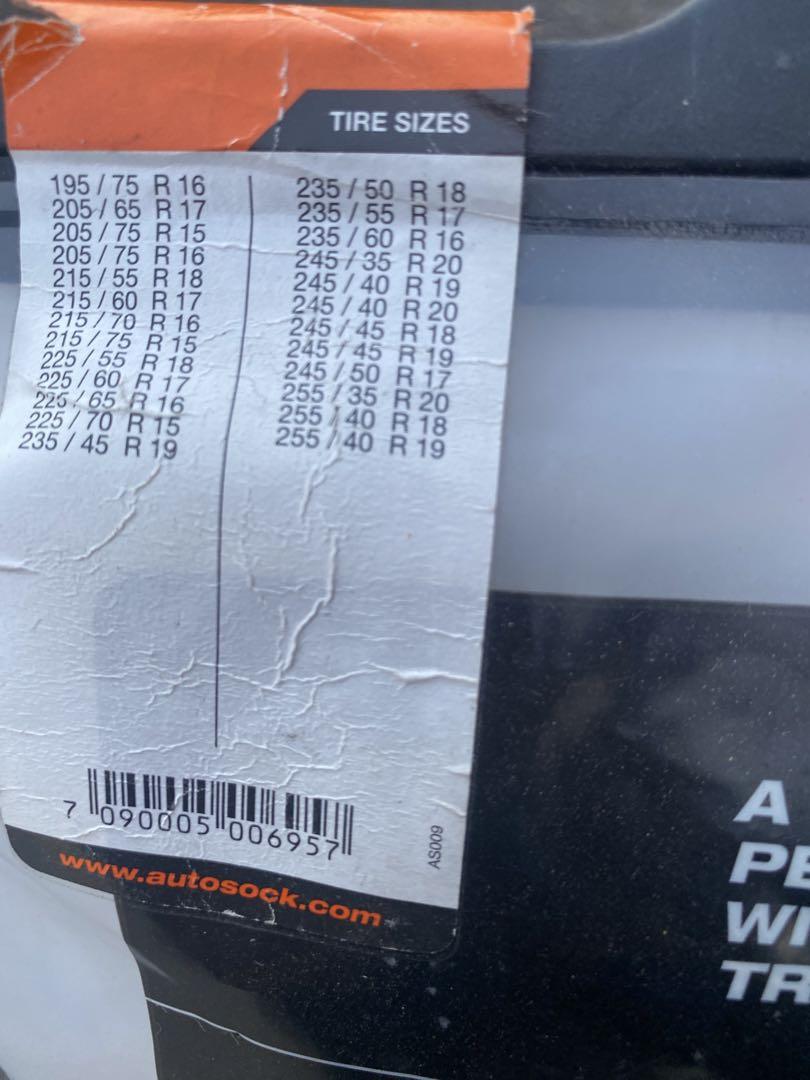 TIRE SIZES
195 / 75 R 16
205 / 65 R 17
205 / 75 R 15
205 / 75 R 16
215 / 55 R 18
215 / 60 R 17
215 / 70 R 16
215 / 75 R 15
225 / 55 R 18
225 / 60 R 17
225 / 65 R 16
225 / 70 R 15
235 / 45 R 19
235 / 50 R 18
235 / 55 R 17
235 / 60 R 16
245 / 35 R 20
245 / 40 R 19
245 / 40 R 20
245 / 45 R 18
245 / 45 R 19
245 / 50 R 17
255 / 35 R 20
255 / 40 R 18
255 / 40 R 19
7 090005 006957
AS009
www.autosock.com
A
PE
WI
TR